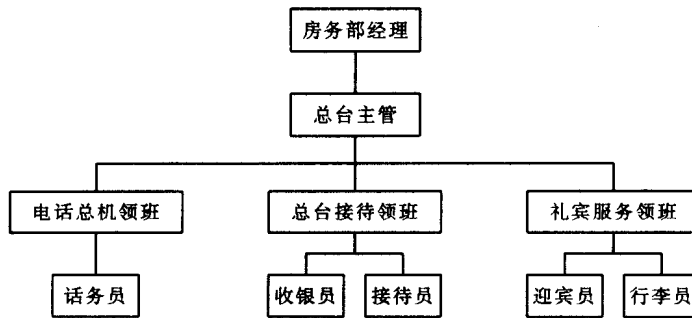 房务部经理
总台主管
电话总机领班
总台接待领班
礼宾服务领班
话务员
收银员
接待员
迎宾员
行李员